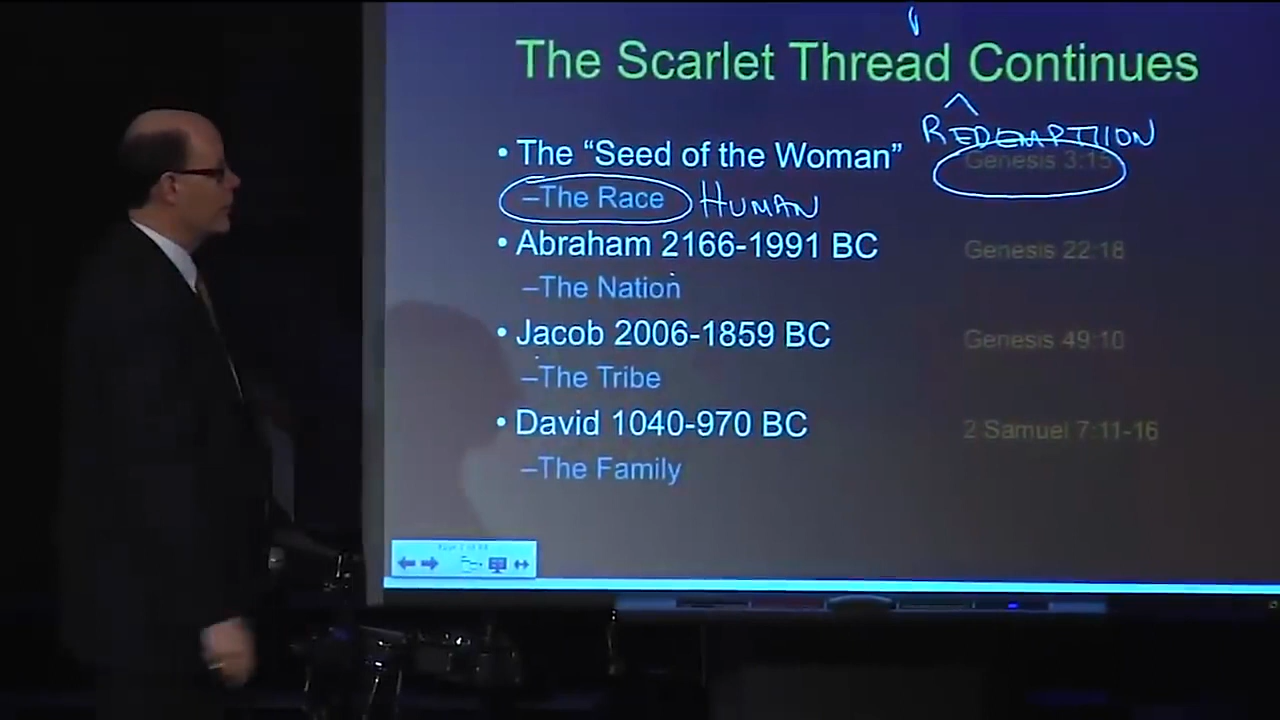 The Scarlet Thread Continues
REDEMPTIION
• The “Seed of the Woman” Genesis 3:15
–The Race HUMAN
• Abraham 2166-1991 BC Genesis 22:18
–The Nation
• Jacob 2006-1859 BC Genesis 49:10
–The Tribe
• David 1040-970 BC 2 Samuel 7:11-16
–The Family